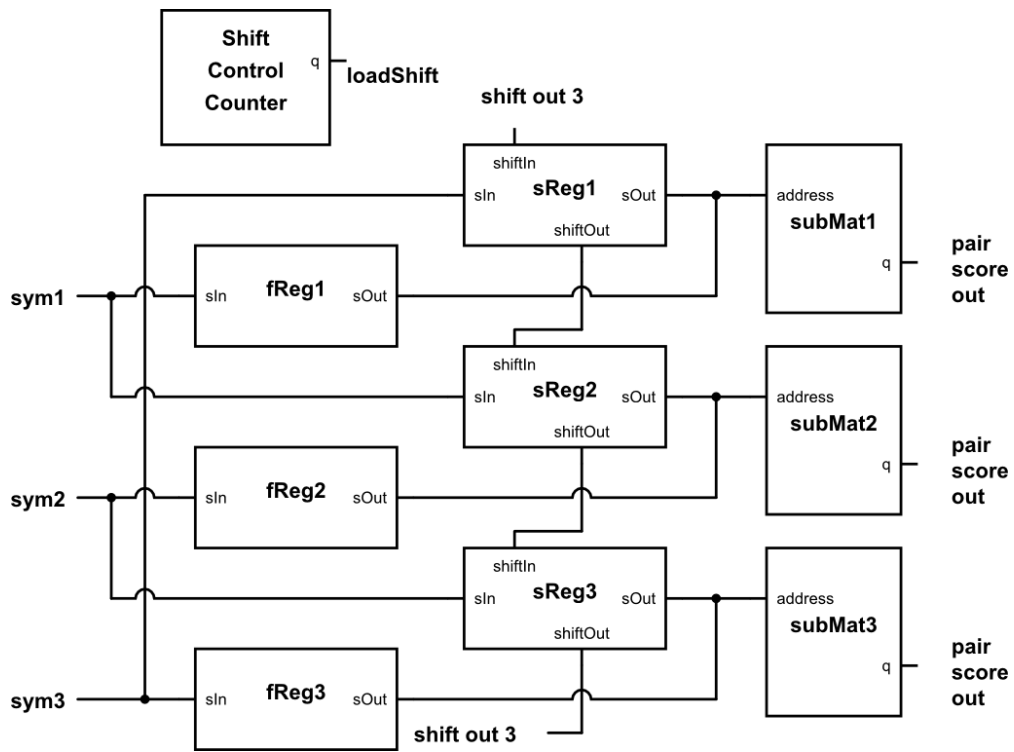 Shift
Control
Counter
q
loadShift
shift out 3
shiftIn
sReg1
sIn
sOut
shiftOut
address
subMat1
q
pair
score
out
sym1
sIn
fReg1
sOut
shiftIn
sReg2
sIn
sOut
shiftOut
address
subMat2
q
pair
score
out
sym2
sIn
fReg2
sOut
shiftIn
sReg3
sIn
sOut
shiftOut
address
subMat3
q
pair
score
out
sym3
sIn
fReg3
sOut
shift out 3